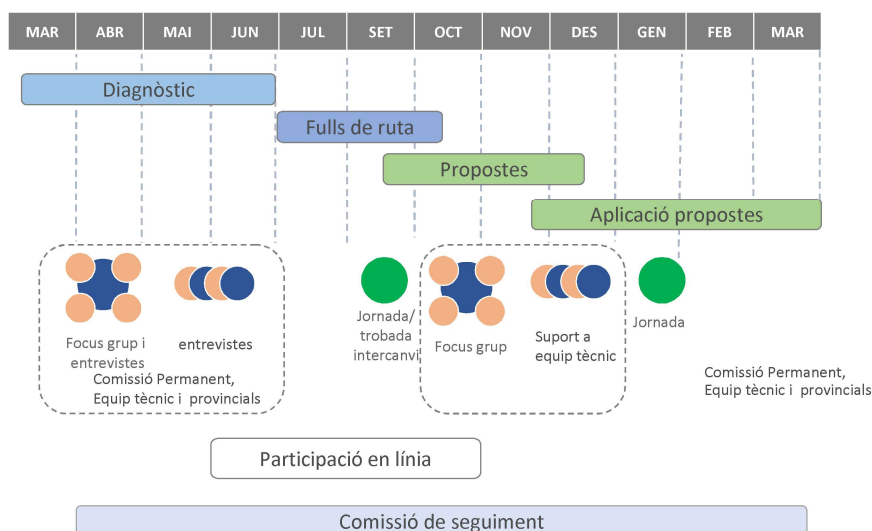 MAR ABR MAI JUN JUL SET OCT NOV DES GEN FEB MAR
Diagnòstic
Fulls de ruta
Propostes
Aplicació propostes
Focus grup i
entrevistes
entrevistes
Comissió Permanent,
Equip tècnic i  provincials
Jornada/
trobada
intercanvi
Focus grup
Suport a
equip tècnic
Jornada
Comissió Permanent,
Equip tècnic i  provincials
Participació en línia
Comissió de seguiment